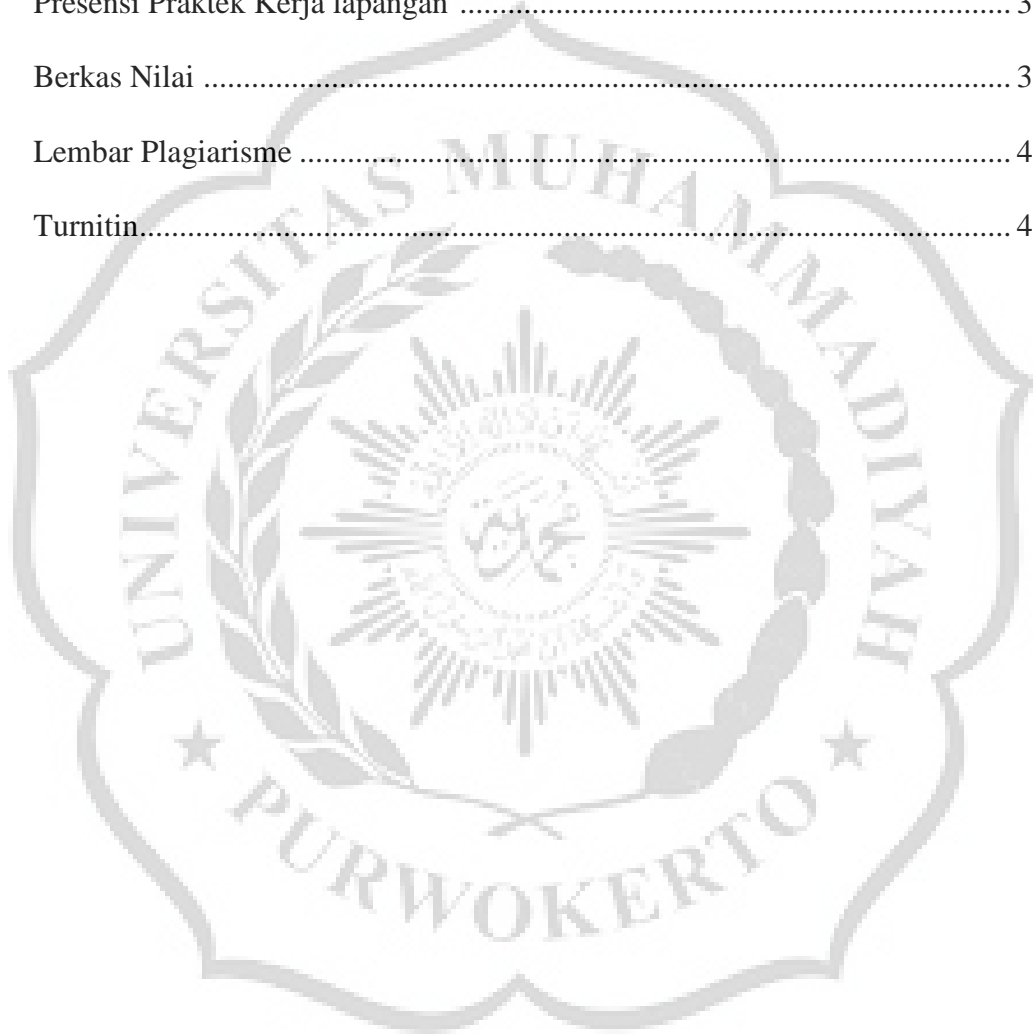 Presensi Praktek Kerja lapangan ..................................................................... 3
Berkas Nilai ..................................................................................................... 3
Lembar Plagiarisme ......................................................................................... 4
Turnitin............................................................................................................. 4
UNIVERSITAS MUHAMMADIYAH
★ PURWOKERTO ★